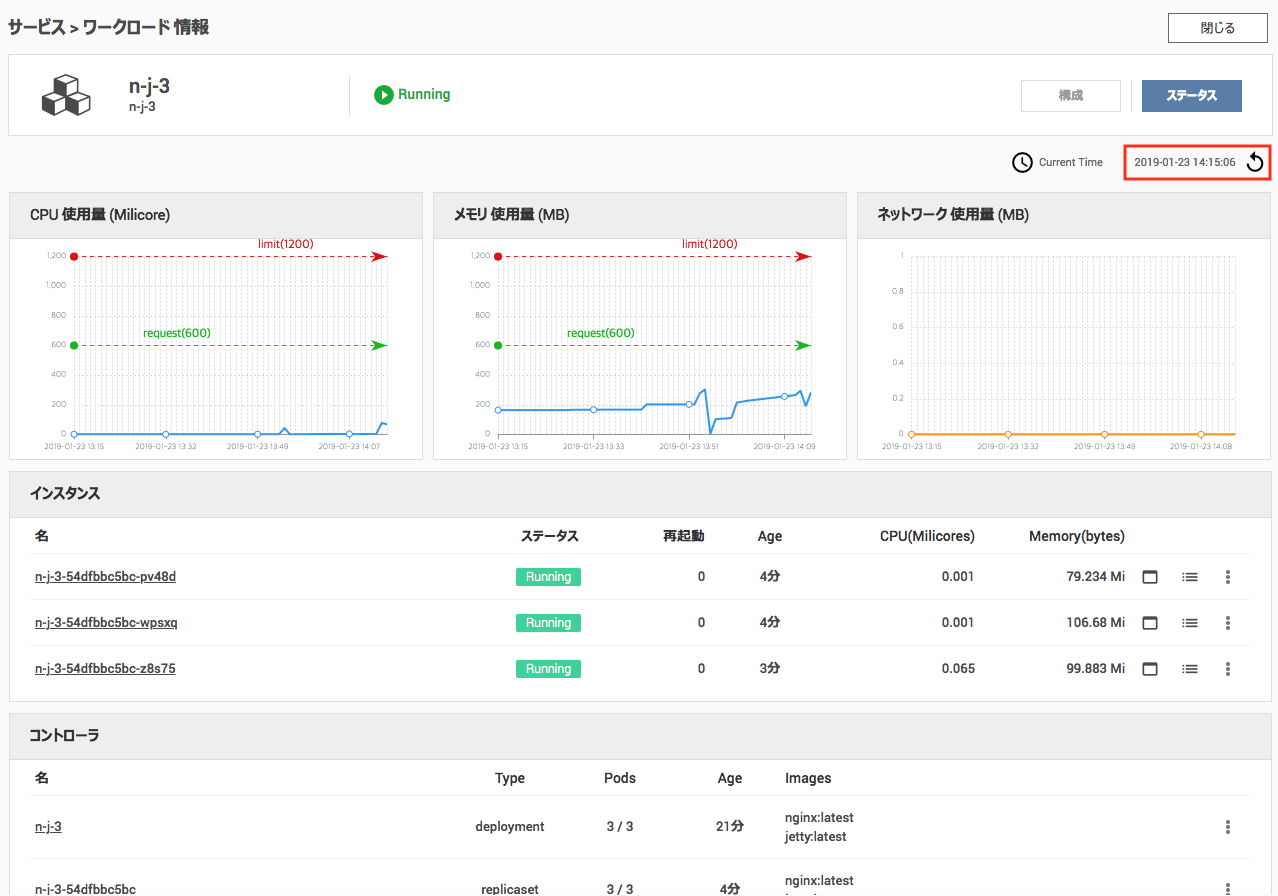 サービス > ワークロード 情報
閉じる
n-j-3
n-j-3
Running
構成
ステータス
Current Time
2019-01-23 14:15:06
CPU 使用量 (Milicore)
limit(1200)
1,200
1,000
800
request(600)
600
400
200
0
2019-01-23 13:15
2019-01-23 13:32
2019-01-23 13:49
2019-01-23 14:07
メモリ 使用量 (MB)
limit(1200)
1,200
1,000
800
request(600)
600
400
200
0
2019-01-23 13:15
2019-01-23 13:33
2019-01-23 13:51
2019-01-23 14:09
ネットワーク 使用量 (MB)
1
0.8
0.6
0.4
0.2
0
2019-01-23 13:15
2019-01-23 13:32
2019-01-23 13:49
2019-01-23 14:08
インスタンス
名 ステータス 再起動 Age CPU(Milicores) Memory(bytes)
n-j-3-54dfbbc5bc-pv48d Running 0 4分 0.001 79.234 Mi
n-j-3-54dfbbc5bc-wpsxq Running 0 4分 0.001 106.68 Mi
n-j-3-54dfbbc5bc-z8s75 Running 0 3分 0.065 99.883 Mi
コントローラ
名 Type Pods Age Images
n-j-3 deployment 3 / 3 21分 nginx:latest
jetty:latest
n-j-3-54dfbbc5bc replicaset 3 / 3 4分 nginx:latest